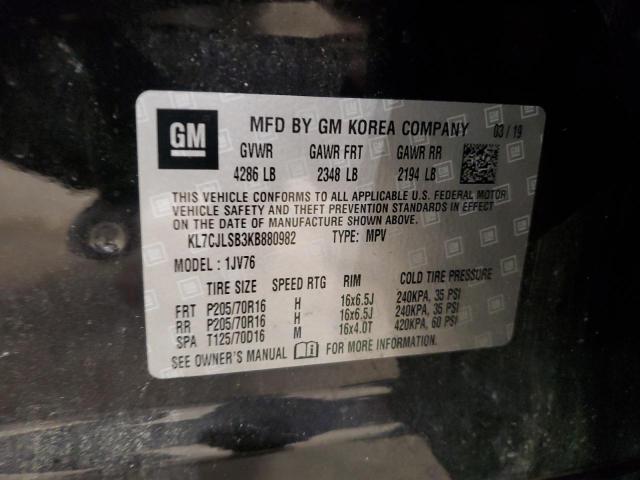 GM MFD BY GM KOREA COMPANY 03 / 19
GVWR GAWR FRT GAWR RR
4286 LB 2348 LB 2194 LB
THIS VEHICLE CONFORMS TO ALL APPLICABLE U.S. FEDERAL MOTOR
VEHICLE SAFETY AND THEFT PREVENTION STANDARDS IN EFFECT
ON THE DATE OF MANUFACTURE SHOWN ABOVE.
KL7CJLSB3KB880982 TYPE: MPV
MODEL : 1JV76
TIRE SIZE SPEED RTG RIM COLD TIRE PRESSURE
FRT P205/70R16 H 16x6.5J 240KPA, 35 PSI
RR P205/70R16 H 16x6.5J 240KPA, 35 PSI
SPA T125/70D16 M 16x4.0T 420KPA, 60 PSI
SEE OWNER'S MANUAL i FOR MORE INFORMATION.